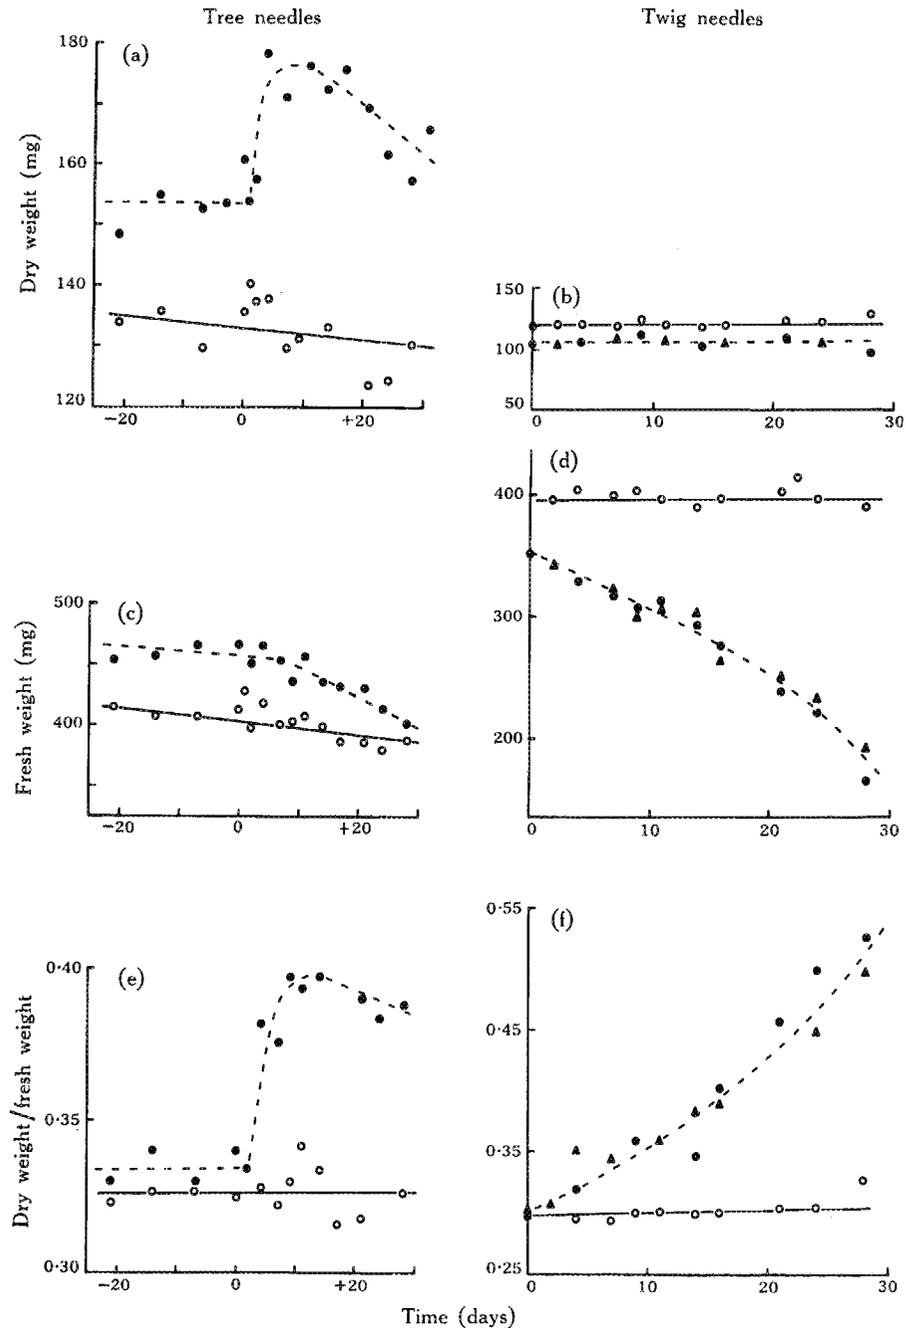 Tree needles
Twig needles
(a)
180
160
140
120
Dry weight (mg)
−20 0 +20
(b)
150
100
50
0 10 20 30
(c)
500
400
Fresh weight (mg)
−20 0 +20
(d)
400
300
200
0 10 20 30
(e)
0·40
0·35
0·30
Dry weight/fresh weight
−20 0 +20
(f)
0·55
0·45
0·35
0·25
0 10 20 30
Time (days)